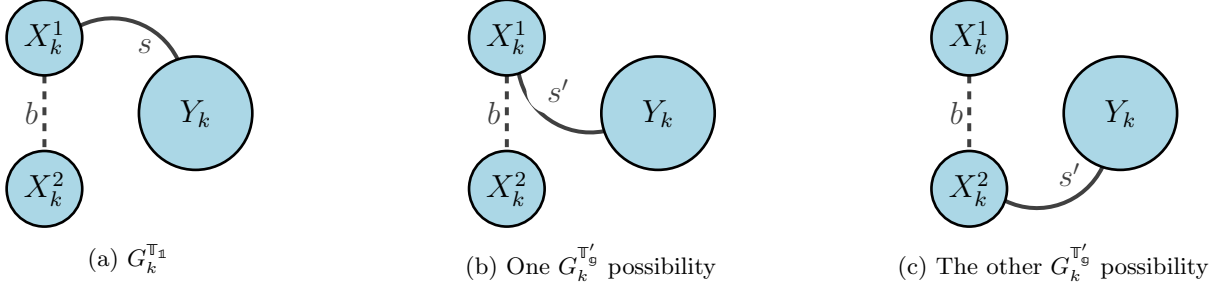 X_k^1 s Y_k b X_k^2
(a) G_k^{𝕋_𝟙}
X_k^1 s′ Y_k b X_k^2
(b) One G_k^{𝕋′_𝕘} possibility
X_k^1 s′ Y_k b X_k^2
(c) The other G_k^{𝕋′_𝕘} possibility